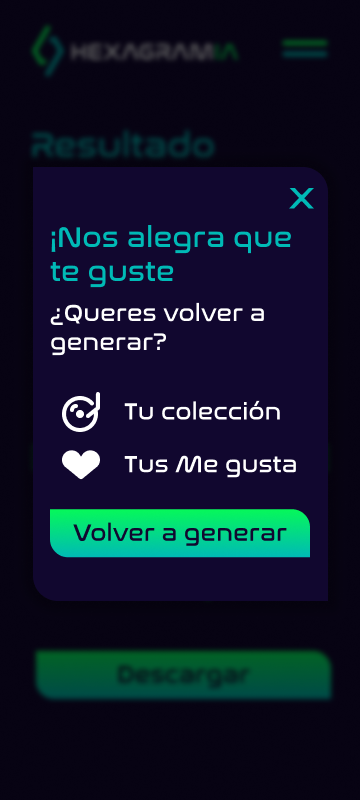 HEXAGRAMIA
Resultado
X
¡Nos alegra que
te guste
¿Queres volver a
generar?
Tu colección
Tus Me gusta
Volver a generar
Descargar